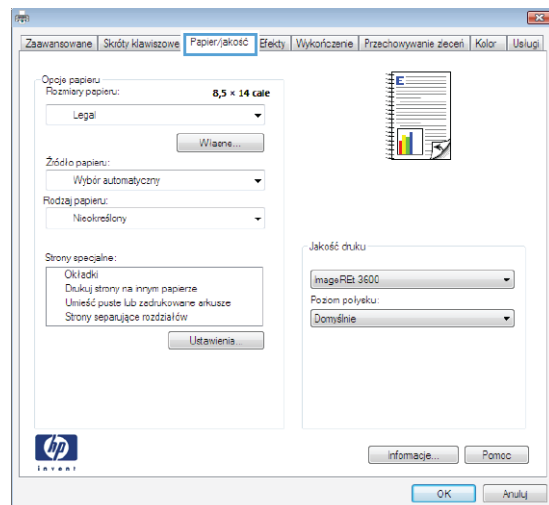 Zaawansowane Skróty klawiszowe Papier/jakość Efekty Wykończenie Przechowywanie zleceń Kolor Usługi
Opcje papieru
Rozmiary papieru: 8,5 × 14 cale
Legal
Własne...
Źródło papieru:
Wybór automatyczny
Rodzaj papieru:
Nieokreślony
Strony specjalne:
Okładki
Drukuj strony na innym papierze
Umieść puste lub zadrukowane arkusze
Strony separujące rozdziałów
Ustawienia...
E
Jakość druku
imageREt 3600
Poziom połysku:
Domyślnie
hp
invent
Informacje... Pomoc
OK Anuluj